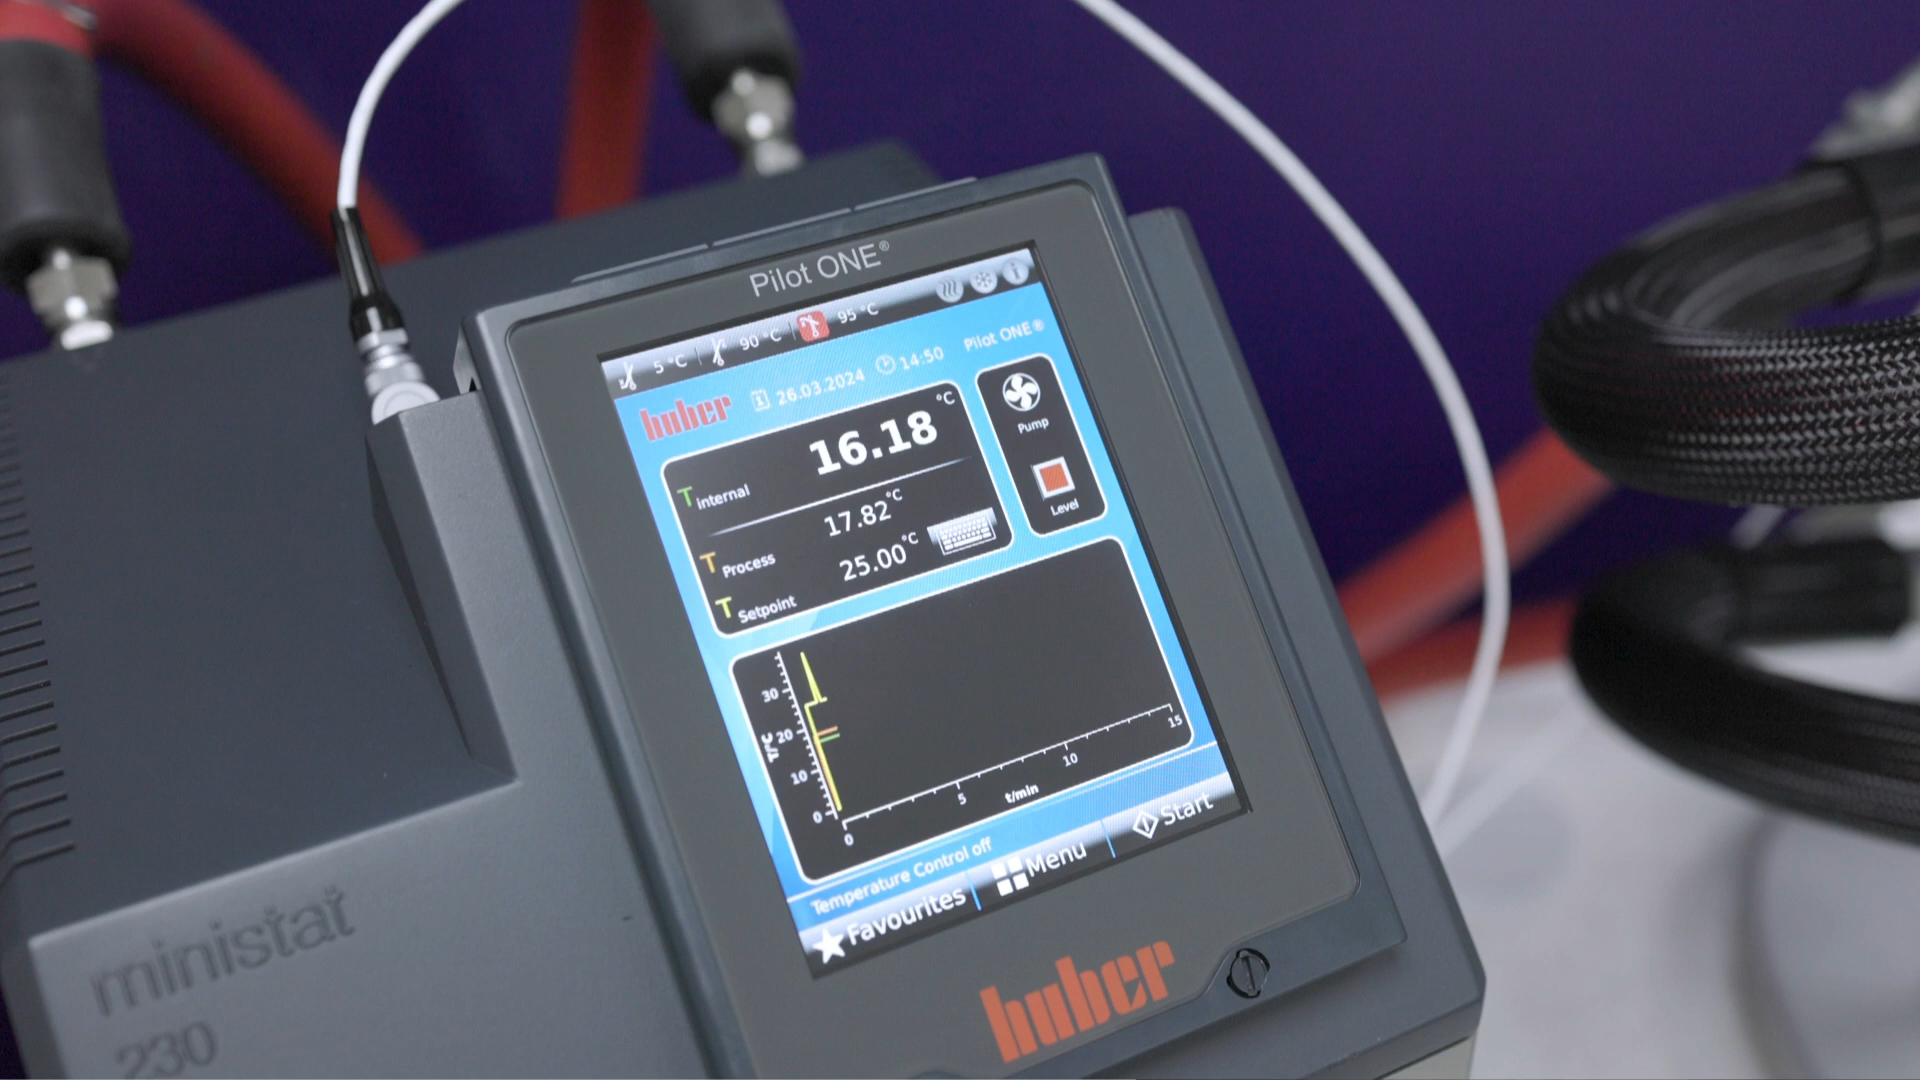 Pilot ONE®
5 °C 90 °C 95 °C
huber 26.03.2024 14:50 Pilot ONE®
T internal 16.18 °C
T Process 17.82 °C
T Setpoint 25.00 °C
Pump
Level
T/°C
30
20
10
0
0 5 10 15
t/min
Temperature Control off
Favourites Menu Start
huber
ministat
230